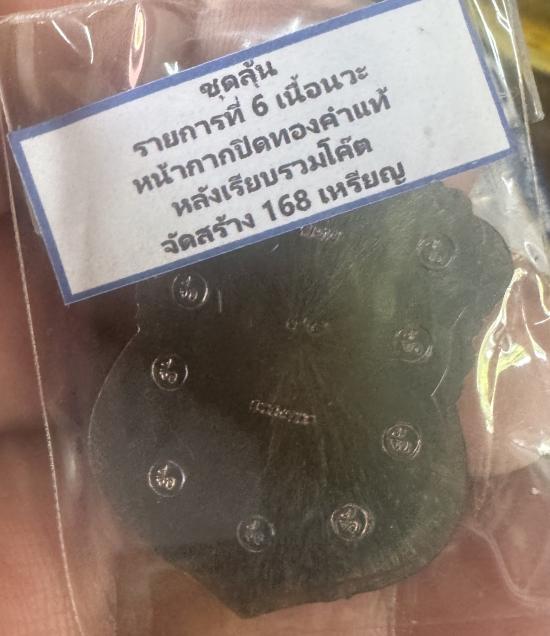 ชุดลุ้น
รายการที่ 6 เนื้อนวะ
หน้ากากปิดทองคำแท้
หลังเรียบรวมโค๊ต
จัดสร้าง 168 เหรียญ